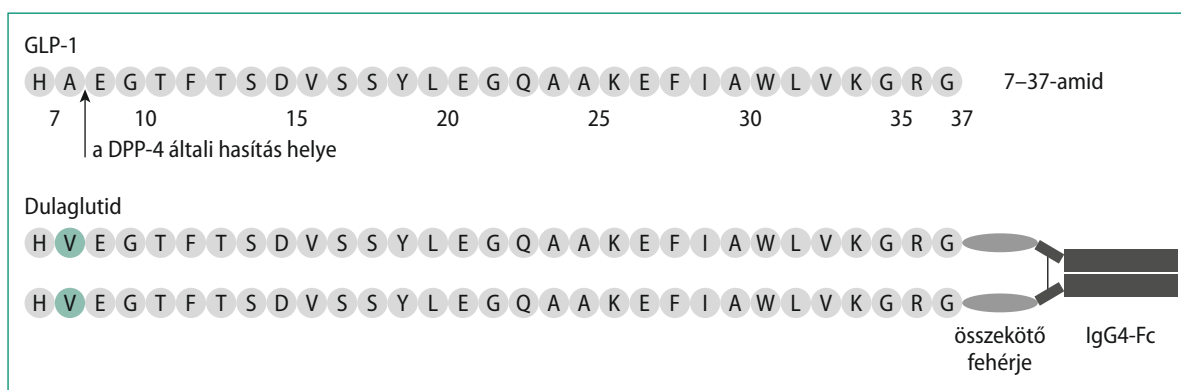 GLP-1
H A E G T F T S D V S S Y L E G Q A A K E F I A W L V K G R G 7–37-amid
7 10 15 20 25 30 35 37
a DPP-4 általi hasítás helye
Dulaglutid
H V E G T F T S D V S S Y L E G Q A A K E F I A W L V K G R G
H V E G T F T S D V S S Y L E G Q A A K E F I A W L V K G R G
összekötő IgG4-Fc
fehérje